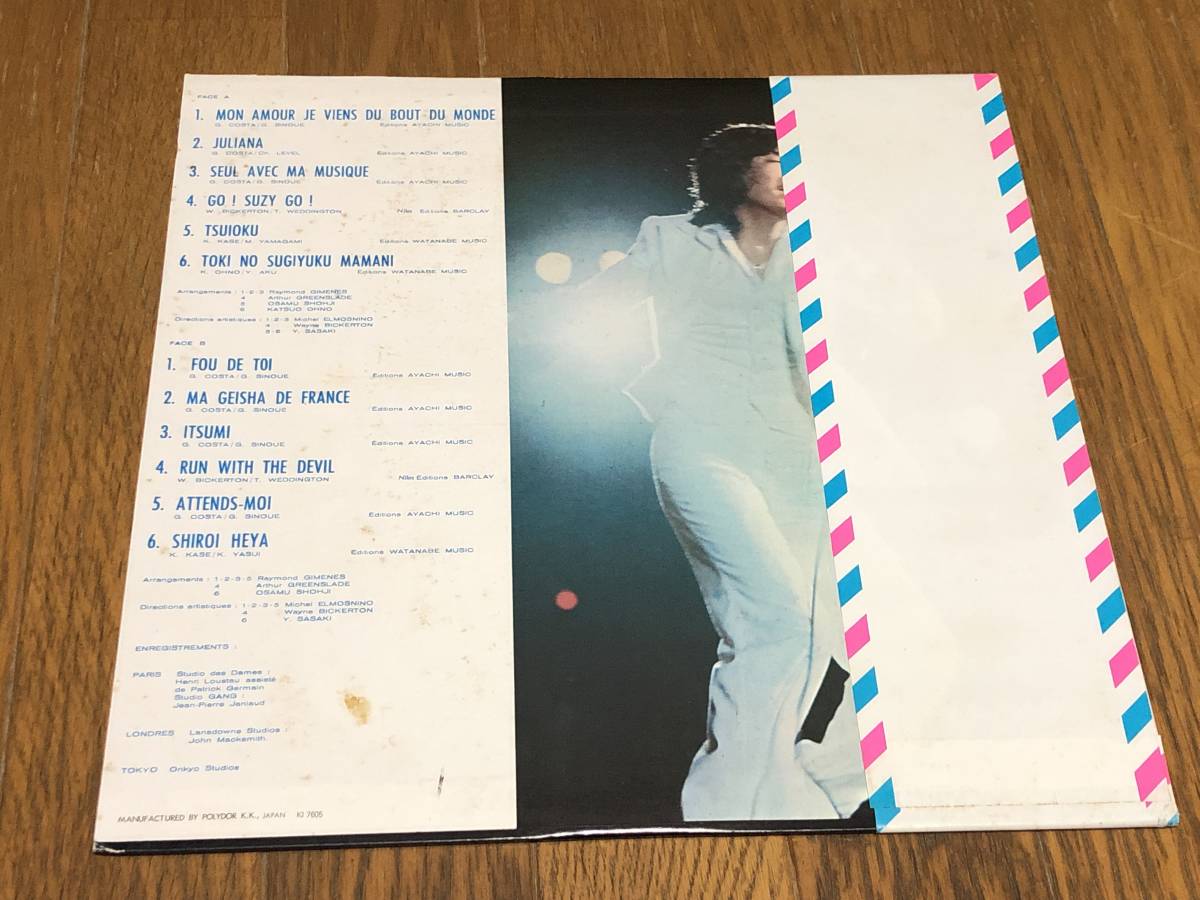 FACE A
1. MON AMOUR JE VIENS DU BOUT DU MONDE
G. COSTA/G. SINOUE Editions AYACHI MUSIC
2. JULIANA
G. COSTA/CH. LEVEL Editions AYACHI MUSIC
3. SEUL AVEC MA MUSIQUE
G. COSTA/G. SINOUE Editions AYACHI MUSIC
4. GO ! SUZY GO !
W. BICKERTON/T. WEDDINGTON Nlles Editions BARCLAY
5. TSUIOKU
K. KASE/M. YAMAGAMI Editions WATANABE MUSIC
6. TOKI NO SUGIYUKU MAMANI
K. OHNO/Y. AKU Editions WATANABE MUSIC
Arrangements : 1-2-3 Raymond GIMENES
4 Arthur GREENSLADE
5 OSAMU SHOHJI
6 KATSUO OHNO
Directions artistiques : 1-2-3 Michel ELMOSNINO
4 Wayne BICKERTON
5-6 Y. SASAKI
FACE B
1. FOU DE TOI
G. COSTA/G. SINOUE Editions AYACHI MUSIC
2. MA GEISHA DE FRANCE
G. COSTA/G. SINOUE Editions AYACHI MUSIC
3. ITSUMI
G. COSTA/G. SINOUE Editions AYACHI MUSIC
4. RUN WITH THE DEVIL
W. BICKERTON/T. WEDDINGTON Nlles Editions BARCLAY
5. ATTENDS-MOI
G. COSTA/G. SINOUE Editions AYACHI MUSIC
6. SHIROI HEYA
K. KASE/K. YASUI Editions WATANABE MUSIC
Arrangements : 1-2-3-5 Raymond GIMENES
4 Arthur GREENSLADE
6 OSAMU SHOHJI
Directions artistiques : 1-2-3-5 Michel ELMOSNINO
4 Wayne BICKERTON
6 Y. SASAKI
ENREGISTREMENTS :
PARIS Studio des Dames :
Henri Loustau assisté
de Patrick Germain
Studio GANG :
Jean-Pierre Janiaud
LONDRES Lansdowne Studios :
John Macksmith
TOKYO Onkyo Studios
MANUFACTURED BY POLYDOR K.K., JAPAN KI 7605